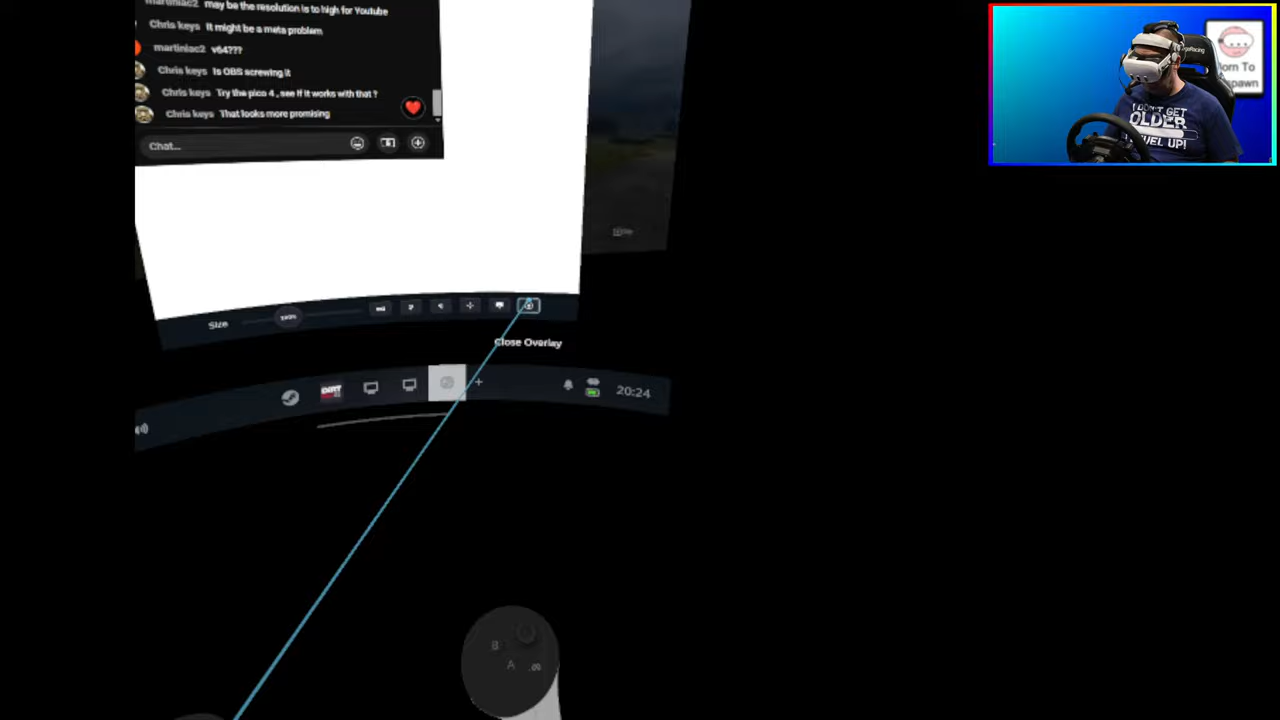 martiniac2 may be the resolution is to high for Youtube
Chris keys It might be a meta problem
martiniac2 v64???
Chris keys Is OBS screwing it
Chris keys Try the pico 4 , see if it works with that ?
Chris keys That looks more promising
Chat...
Size
Close Overlay
DIRT
20:24
B
A
I DON'T GET
OLDER
LEVEL UP!